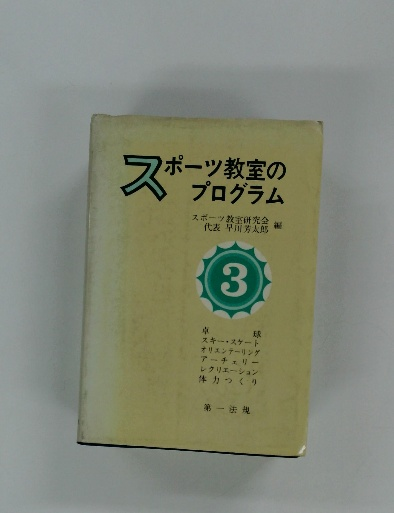 スポーツ教室の
プログラム
スポーツ教室研究会
代表 早川芳太郎 編
3
卓球
スキー・スケート
オリエンテーリング
アーチェリー
レクリエーション
体力つくり
第一法規